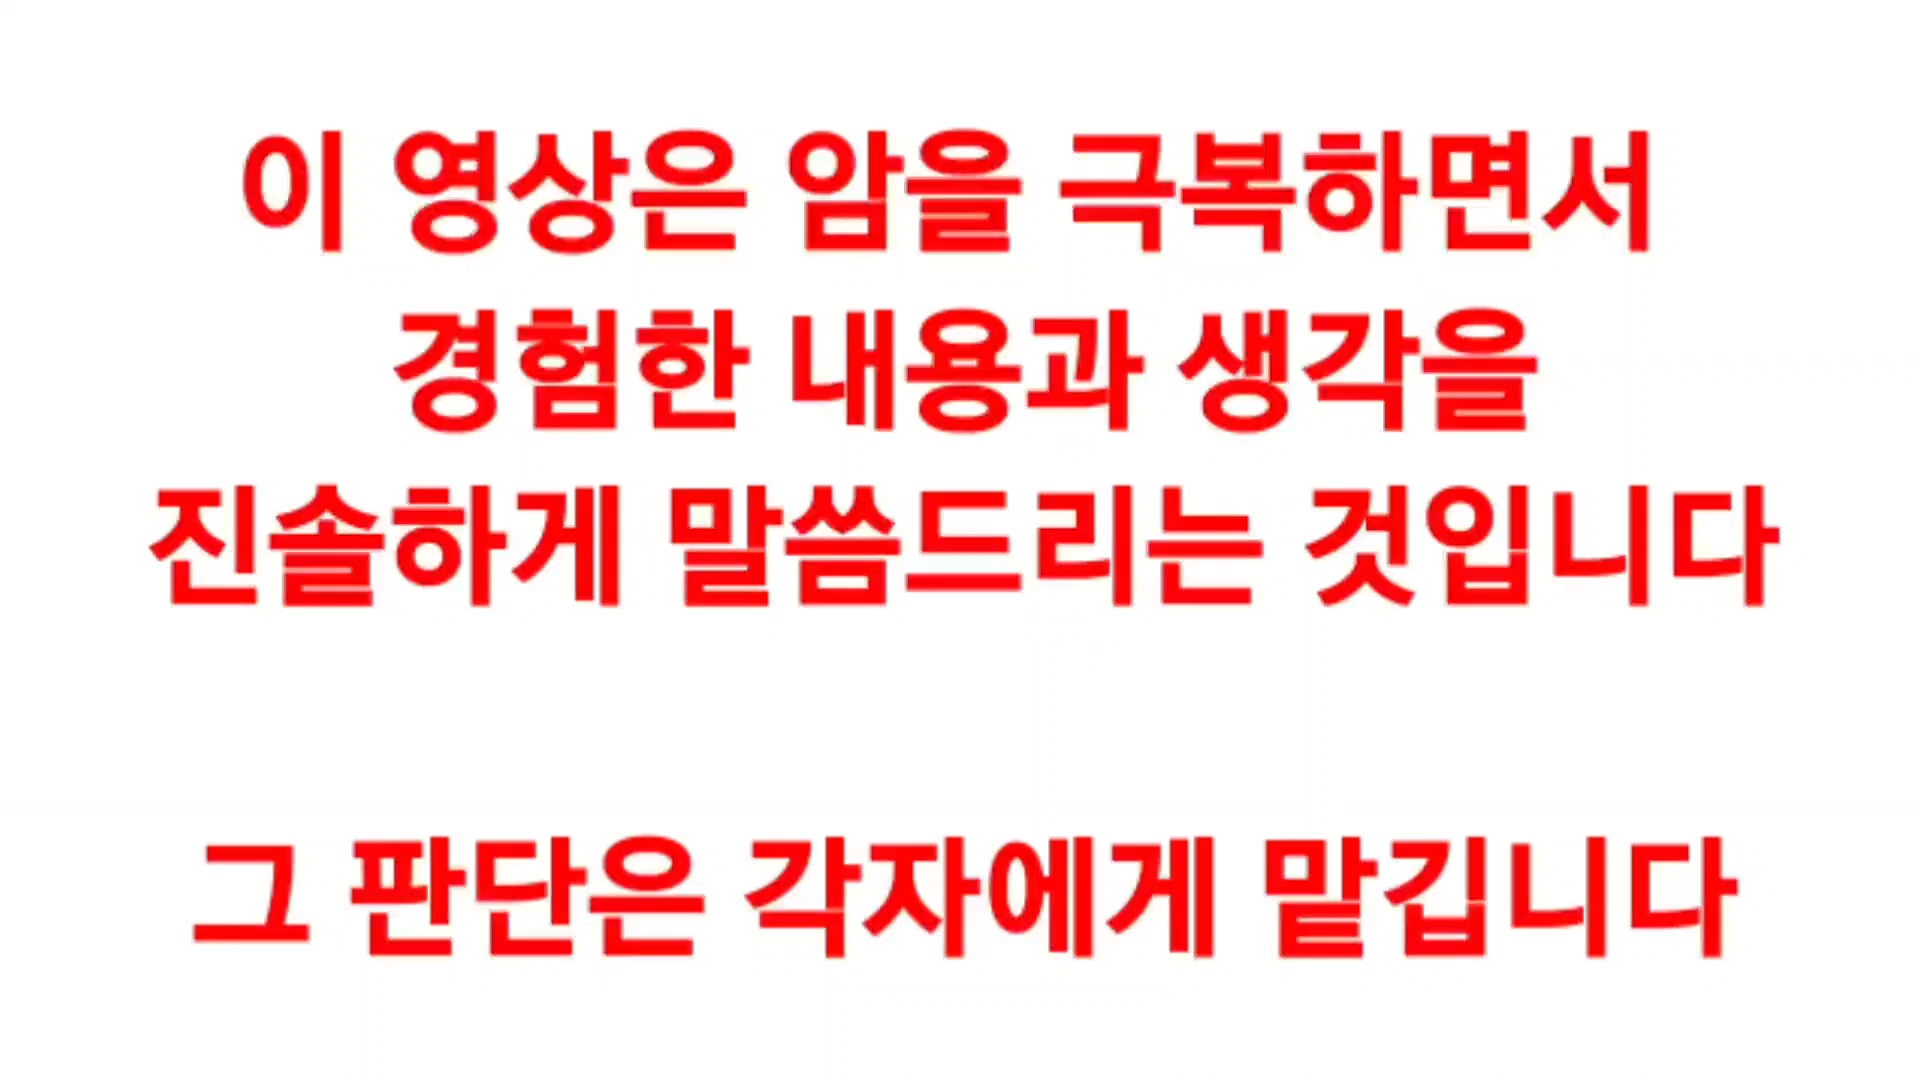 이 영상은 암을 극복하면서
경험한 내용과 생각을
진솔하게 말씀드리는 것입니다
그 판단은 각자에게 맡깁니다